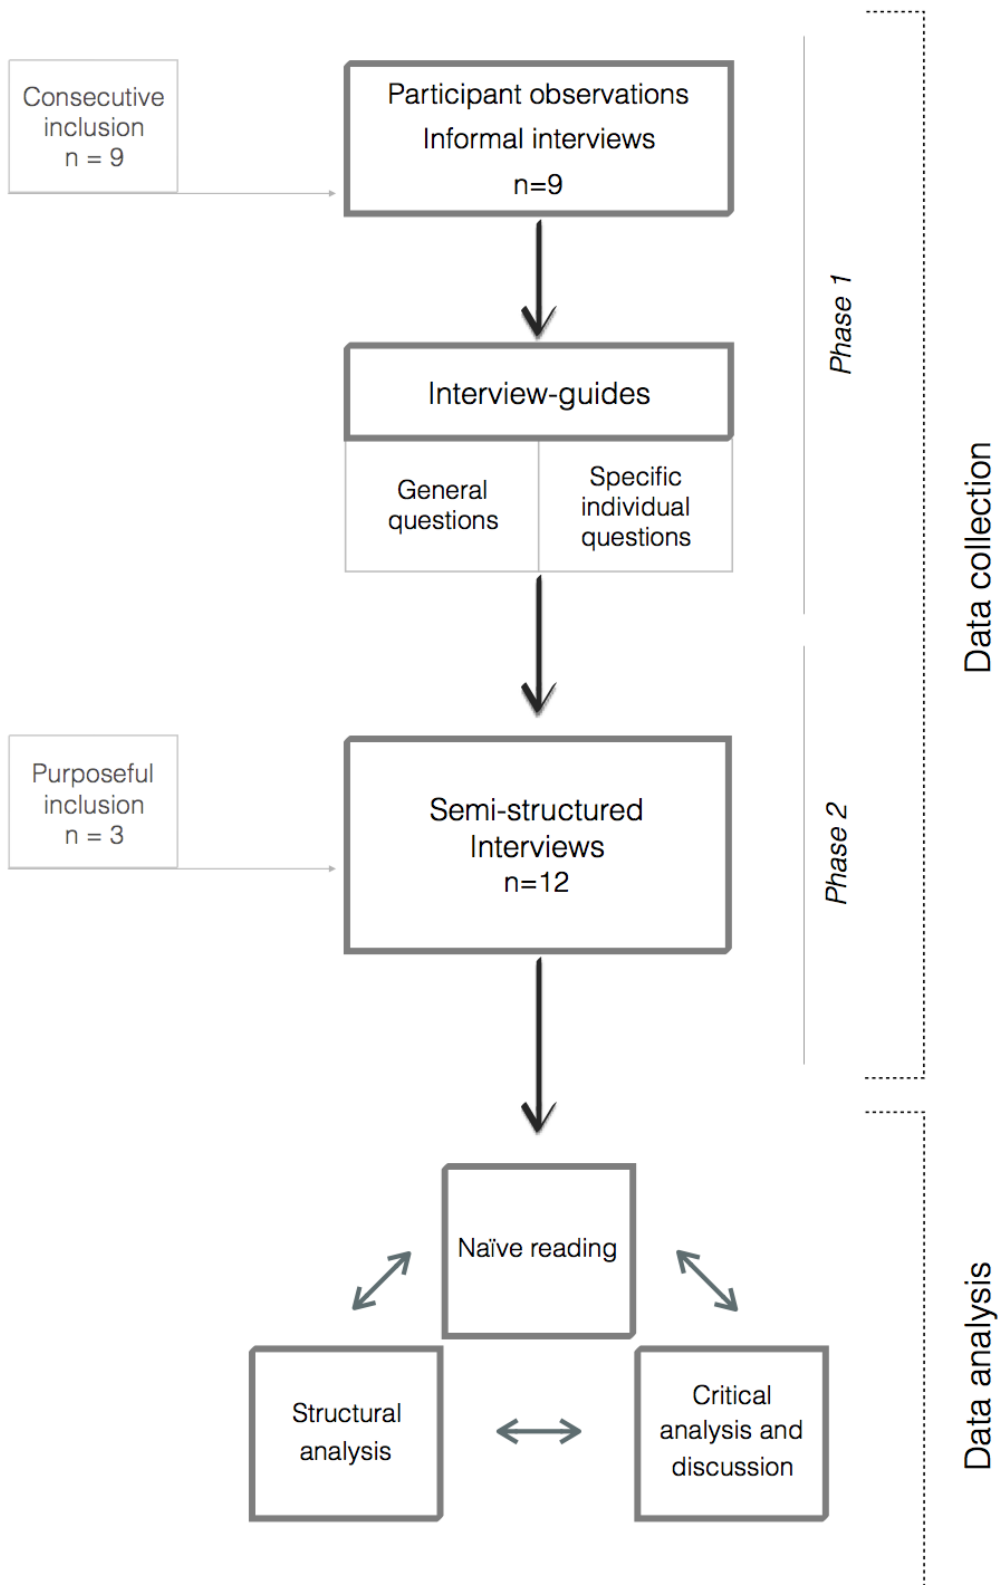 Consecutive
inclusion
n = 9
Participant observations
Informal interviews
n=9
Phase 1
Interview-guides
General
questions
Specific
individual
questions
Data collection
Purposeful
inclusion
n = 3
Semi-structured
Interviews
n=12
Phase 2
Naïve reading
Structural
analysis
Critical
analysis and
discussion
Data analysis